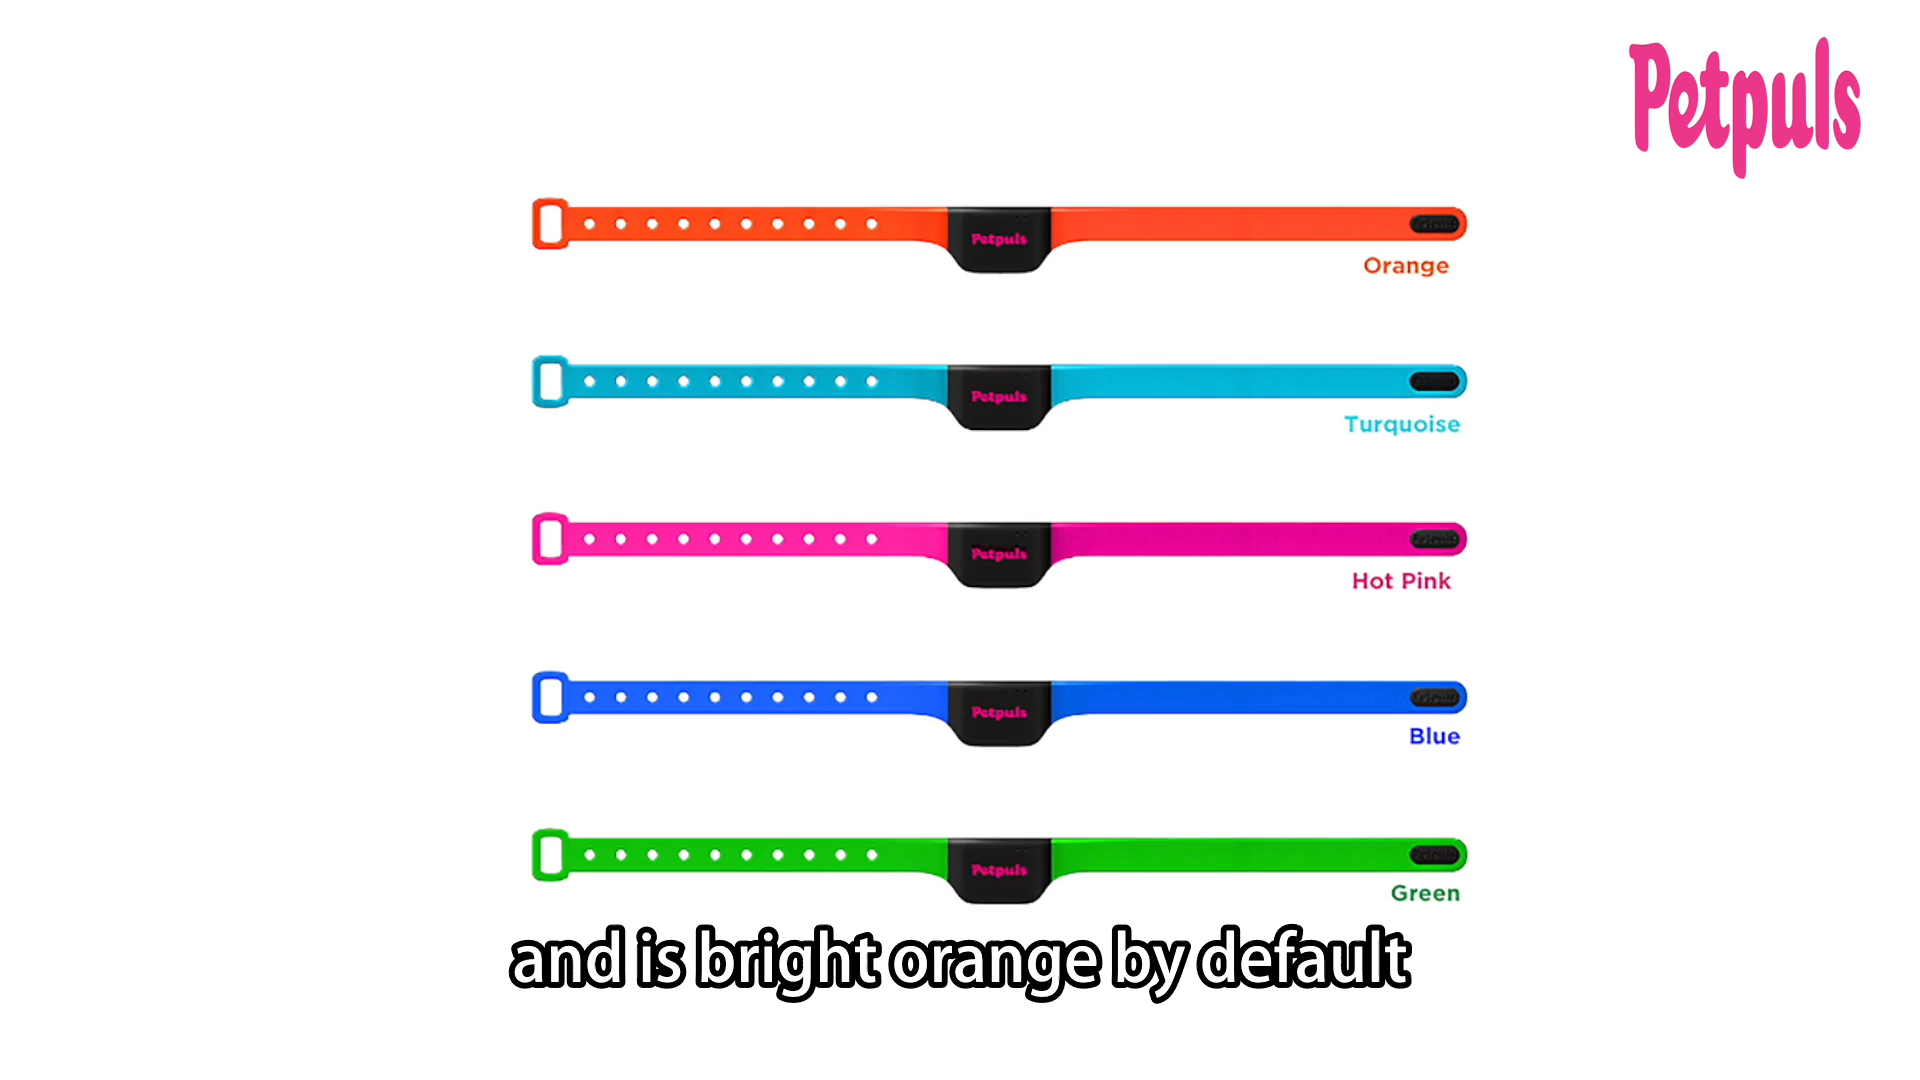 Petpuls
Petpuls
Orange
Petpuls
Turquoise
Petpuls
Hot Pink
Petpuls
Blue
Petpuls
Green
and is bright orange by default